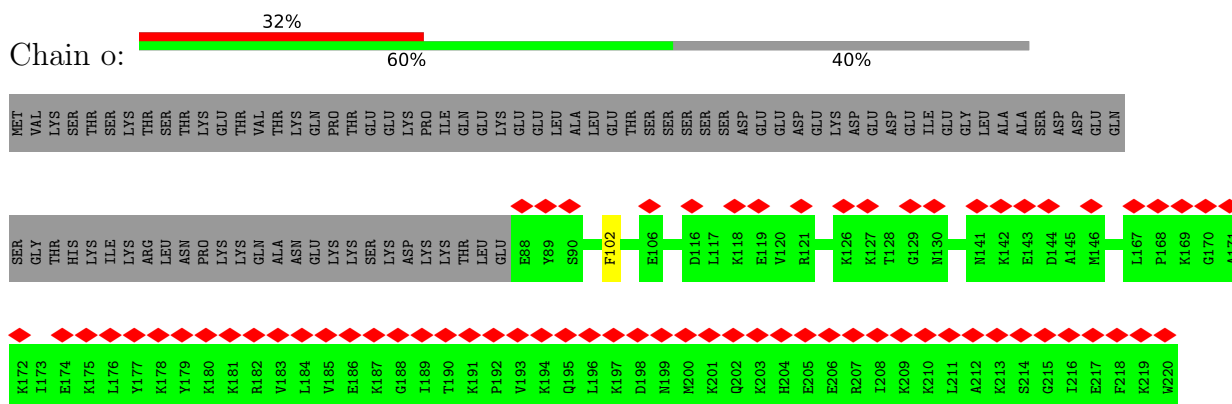 32%
Chain o:
60% 40%
MET VAL LYS SER THR SER LYS THR SER THR LYS GLU THR VAL THR LYS GLN PRO THR GLU GLU LYS PRO ILE GLN GLU LYS GLU GLU LEU ALA LEU GLU THR SER SER SER SER SER ASP GLU GLU ASP GLU LYS ASP GLU ASP GLU ILE GLU GLY LEU ALA ALA SER ASP ASP GLU GLN
SER GLY THR HIS LYS ILE LYS ARG LEU ASN PRO LYS LYS GLN ALA ASN GLU LYS LYS SER LYS ASP LYS LYS THR LEU GLU E88 Y89 S90 F102 E106 D116 L117 K118 E119 V120 R121 K126 K127 T128 G129 N130 N141 K142 E143 D144 A145 M146 L167 P168 K169 G170 A171
K172 I173 E174 K175 L176 Y177 K178 Y179 K180 K181 R182 V183 L184 V185 E186 K187 G188 I189 T190 K191 P192 V193 K194 Q195 L196 K197 D198 N199 M200 K201 Q202 K203 H204 E205 E206 R207 I208 K209 K210 L211 A212 K213 S214 G215 I216 E217 F218 K219 W220